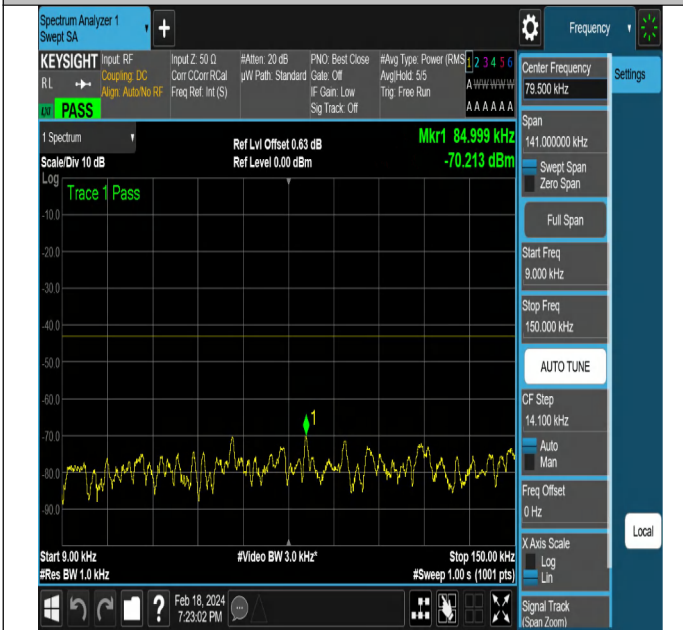 Spectrum Analyzer 1
Swept SA
Frequency
KEYSIGHT
RL
LXI
PASS
Input: RF
Coupling: DC
Align: Auto/No RF
Input Z: 50 Ω
Corr CCorr RCal
Freq Ref: Int (S)
#Atten: 20 dB
µW Path: Standard
PNO: Best Close
Gate: Off
IF Gain: Low
Sig Track: Off
#Avg Type: Power (RMS
Avg|Hold: 5/5
Trig: Free Run
1 2 3 4 5 6
A W W W W W
A A A A A A
1 Spectrum
Scale/Div 10 dB
Ref Lvl Offset 0.63 dB
Ref Level 0.00 dBm
Mkr1 84.999 kHz
-70.213 dBm
Log
Trace 1 Pass
-10.0
-20.0
-30.0
-40.0
-50.0
-60.0
-70.0
-80.0
-90.0
1
Start 9.00 kHz
#Res BW 1.0 kHz
#Video BW 3.0 kHz*
Stop 150.00 kHz
#Sweep 1.00 s (1001 pts)
Center Frequency
79.500 kHz
Settings
Span
141.000000 kHz
Swept Span
Zero Span
Full Span
Start Freq
9.000 kHz
Stop Freq
150.000 kHz
AUTO TUNE
CF Step
14.100 kHz
Auto
Man
Freq Offset
0 Hz
X Axis Scale
Log
Lin
Signal Track
(Span Zoom)
Local
?
Feb 18, 2024
7:23:02 PM